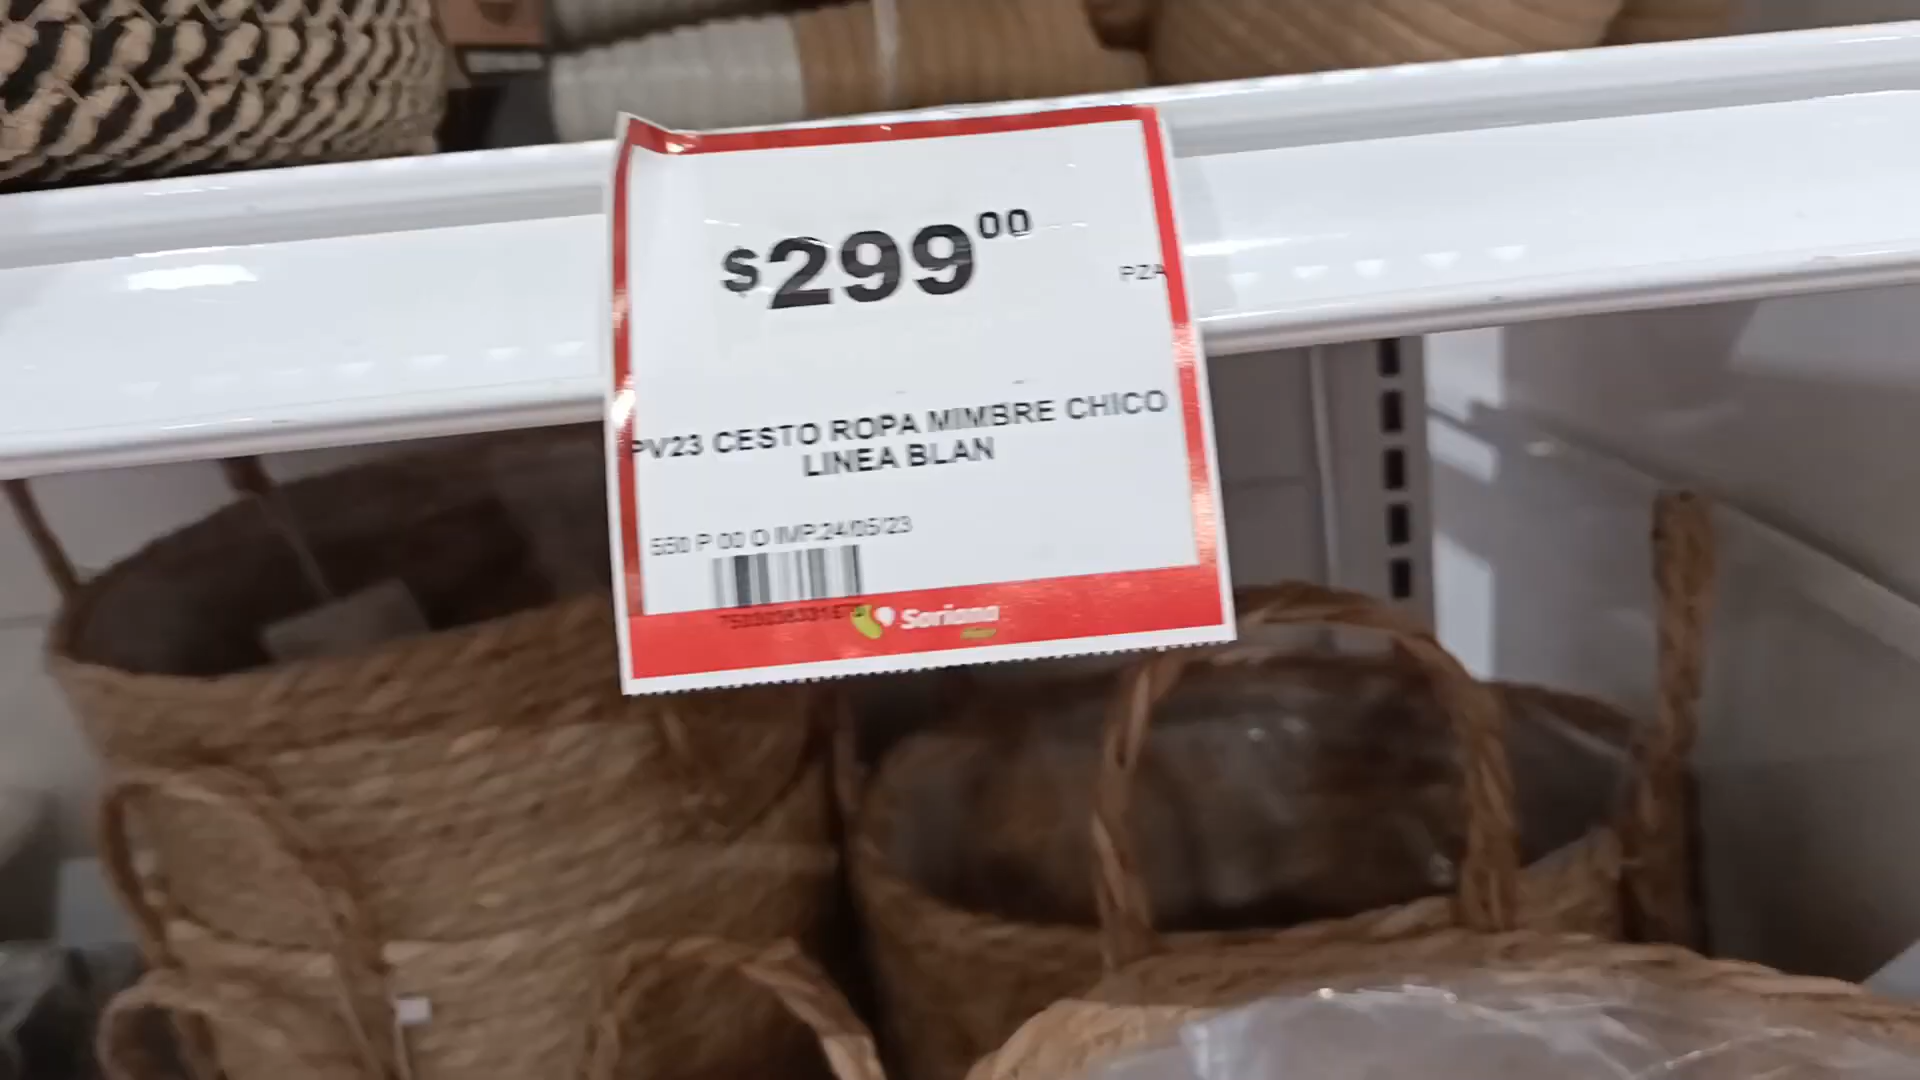 $299⁰⁰
PZA
PV23 CESTO ROPA MIMBRE CHICO
LINEA BLAN
550 P 00 O IMP.24/05/23
Soriana